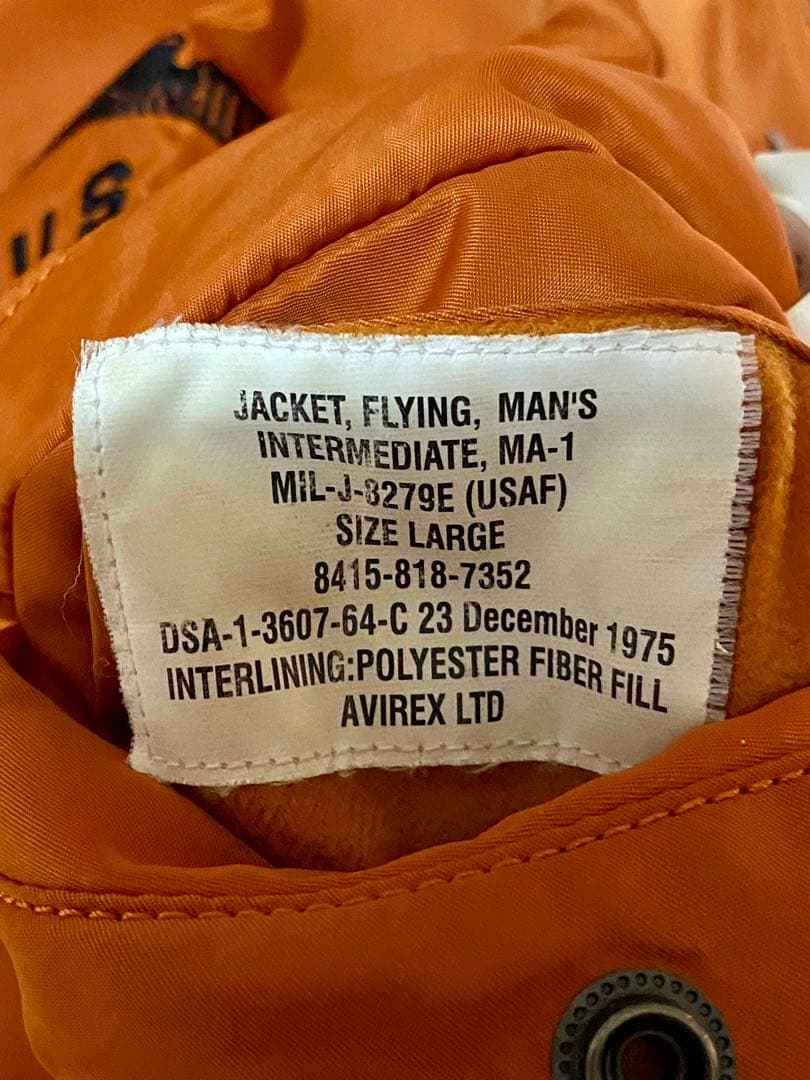 U S
JACKET, FLYING, MAN'S
INTERMEDIATE, MA-1
MIL-J-8279E (USAF)
SIZE LARGE
8415-818-7352
DSA-1-3607-64-C 23 December 1975
INTERLINING:POLYESTER FIBER FILL
AVIREX LTD